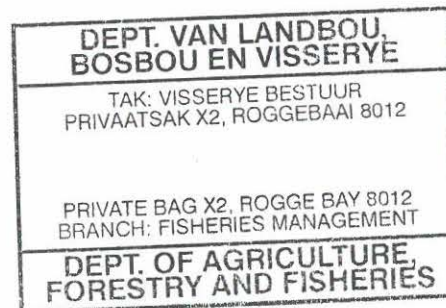 DEPT. VAN LANDBOU,
BOSBOU EN VISSERYE
TAK: VISSERYE BESTUUR
PRIVAATSAK X2, ROGGEBAAI 8012
PRIVATE BAG X2, ROGGE BAY 8012
BRANCH: FISHERIES MANAGEMENT
DEPT. OF AGRICULTURE,
FORESTRY AND FISHERIES